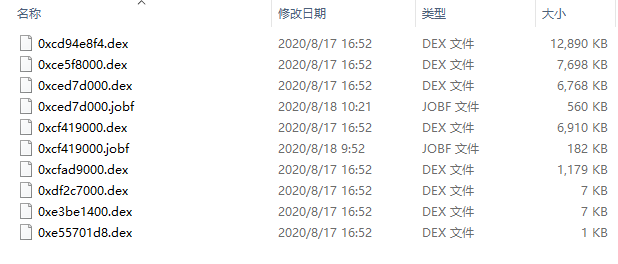 名称 修改日期 类型 大小
0xcd94e8f4.dex 2020/8/17 16:52 DEX 文件 12,890 KB
0xce5f8000.dex 2020/8/17 16:52 DEX 文件 7,698 KB
0xced7d000.dex 2020/8/17 16:52 DEX 文件 6,768 KB
0xced7d000.jobf 2020/8/18 10:21 JOBF 文件 560 KB
0xcf419000.dex 2020/8/17 16:52 DEX 文件 6,910 KB
0xcf419000.jobf 2020/8/18 9:52 JOBF 文件 182 KB
0xcfad9000.dex 2020/8/17 16:52 DEX 文件 1,179 KB
0xdf2c7000.dex 2020/8/17 16:52 DEX 文件 7 KB
0xe3be1400.dex 2020/8/17 16:52 DEX 文件 7 KB
0xe55701d8.dex 2020/8/17 16:52 DEX 文件 1 KB